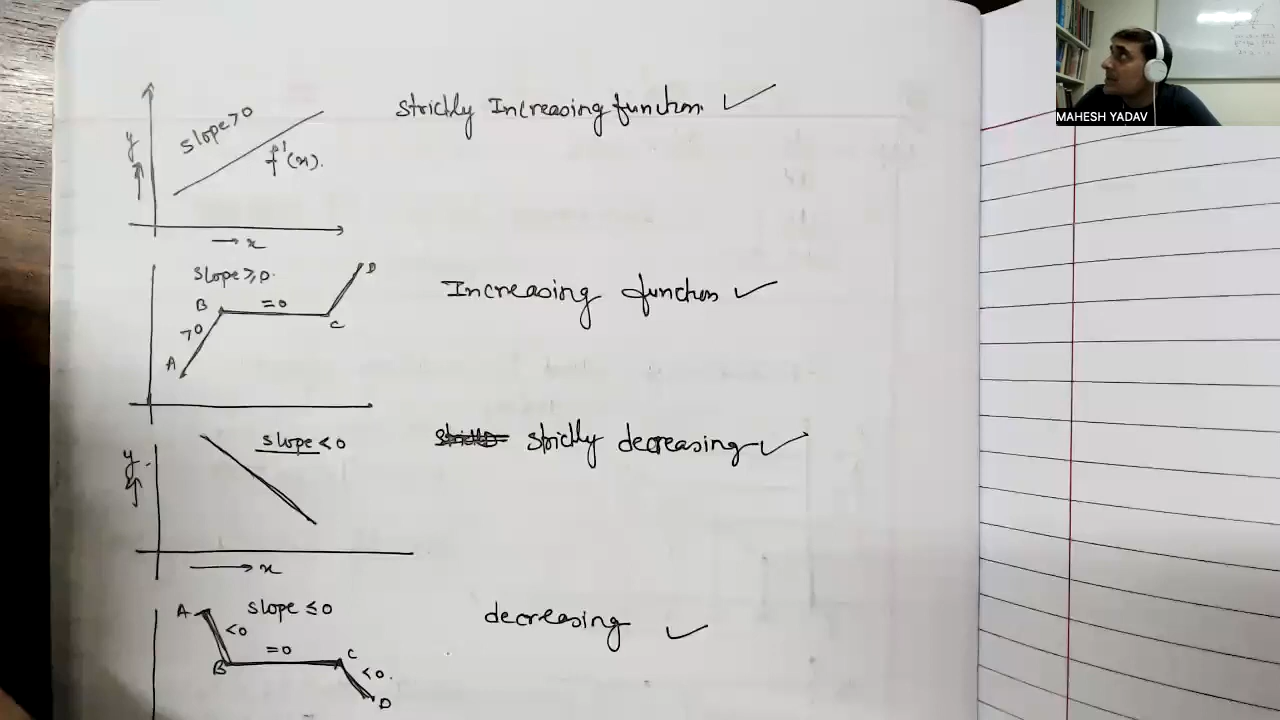 MAHESH YADAV
strictly Increasing function
slope>0
y
f'(x).
x
slope ≥ 0.
D
B
=0
C
>0
A
Increasing function
slope < 0
y
strictly decreasing
x
A
slope ≤ 0
<0
=0
B
C
<0.
D
decreasing